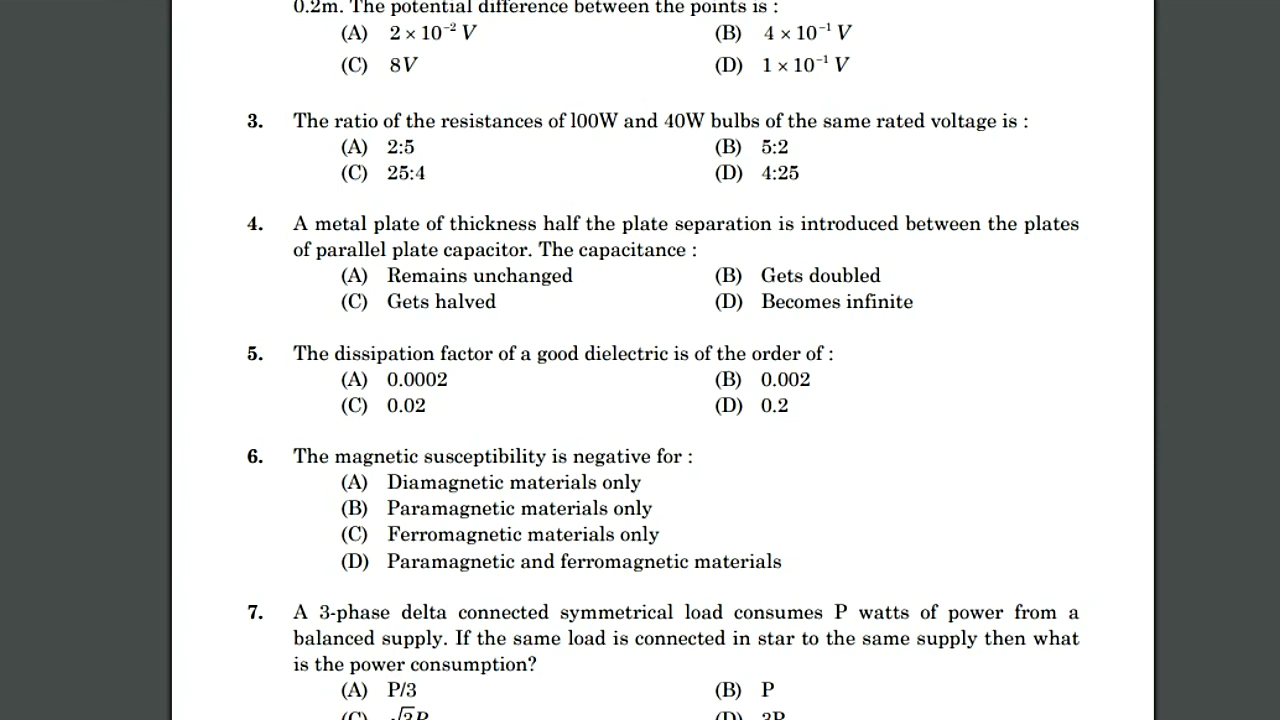 0.2m. The potential difference between the points is :
(A) 2 × 10⁻² V (B) 4 × 10⁻¹ V
(C) 8V (D) 1 × 10⁻¹ V
3. The ratio of the resistances of l00W and 40W bulbs of the same rated voltage is :
(A) 2:5 (B) 5:2
(C) 25:4 (D) 4:25
4. A metal plate of thickness half the plate separation is introduced between the plates
of parallel plate capacitor. The capacitance :
(A) Remains unchanged (B) Gets doubled
(C) Gets halved (D) Becomes infinite
5. The dissipation factor of a good dielectric is of the order of :
(A) 0.0002 (B) 0.002
(C) 0.02 (D) 0.2
6. The magnetic susceptibility is negative for :
(A) Diamagnetic materials only
(B) Paramagnetic materials only
(C) Ferromagnetic materials only
(D) Paramagnetic and ferromagnetic materials
7. A 3-phase delta connected symmetrical load consumes P watts of power from a
balanced supply. If the same load is connected in star to the same supply then what
is the power consumption?
(A) P/3 (B) P
(C) (D)